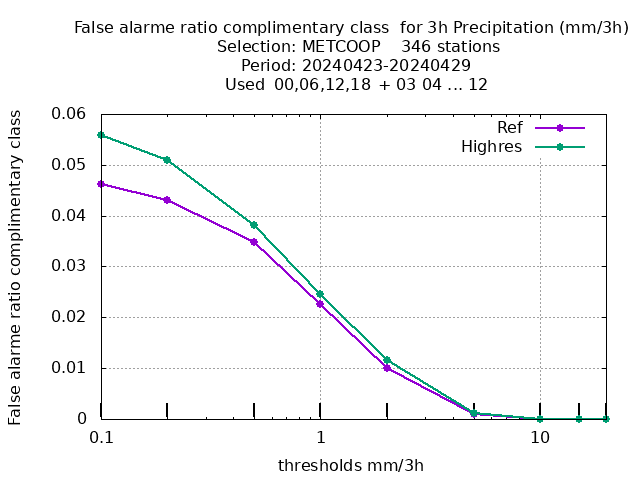 False alarme ratio complimentary class  for 3h Precipitation (mm/3h)
Selection: METCOOP    346 stations
Period: 20240423-20240429
Used  00,06,12,18 + 03 04 ... 12
False alarme ratio complimentary class
0.06
0.05
0.04
0.03
0.02
0.01
0
Ref
Highres
0.1
1
10
thresholds mm/3h